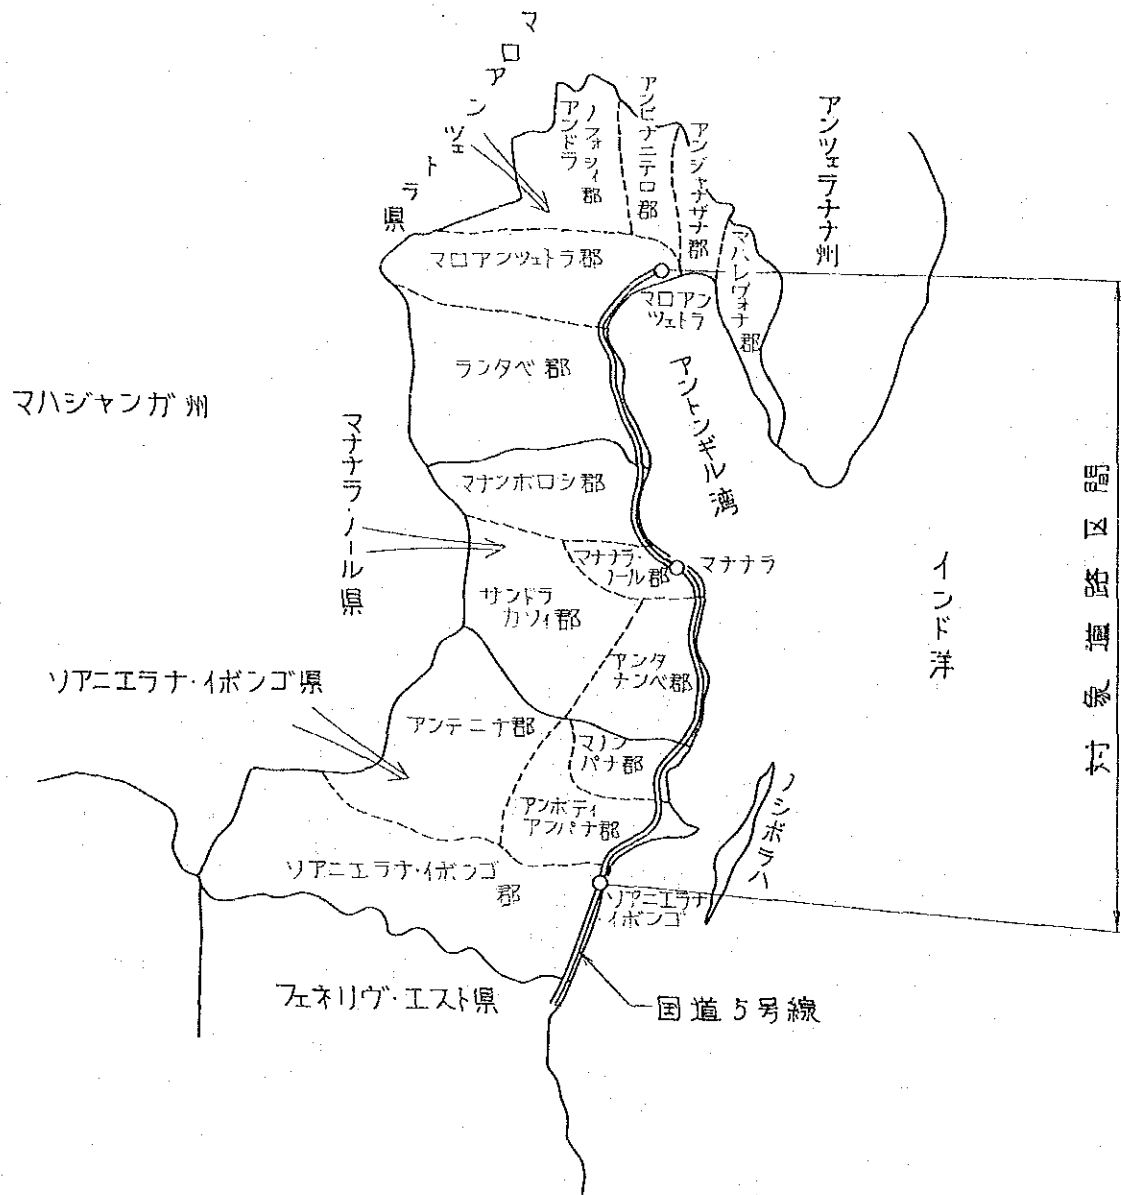 マロアンツェトラ県
アンドラ
ノフォツィ郡
アンビナニテロ郡
アンジャナザナ郡
マハレヴォナ郡
アンツェラナナ州
マロアンツェトラ郡
マロアン
ツェトラ
ランタベ郡
アントンギル湾
マハジャンガ州
マナラ・ノール県
マナンボロシ郡
マナナラ・
ノール郡
マナナラ
サンドラ
カツィ郡
インド洋
対象道路区間
アンタ
ナンベ郡
ソアニエラナ・イボンゴ県
アンテニナ郡
マノン
パナ郡
アンボディ
アンパナ郡
ノシボラハ
ソアニエラナ・イボンゴ
郡
ソアニエラナ
・イボンゴ
フェネリヴ・エスト県
国道5号線